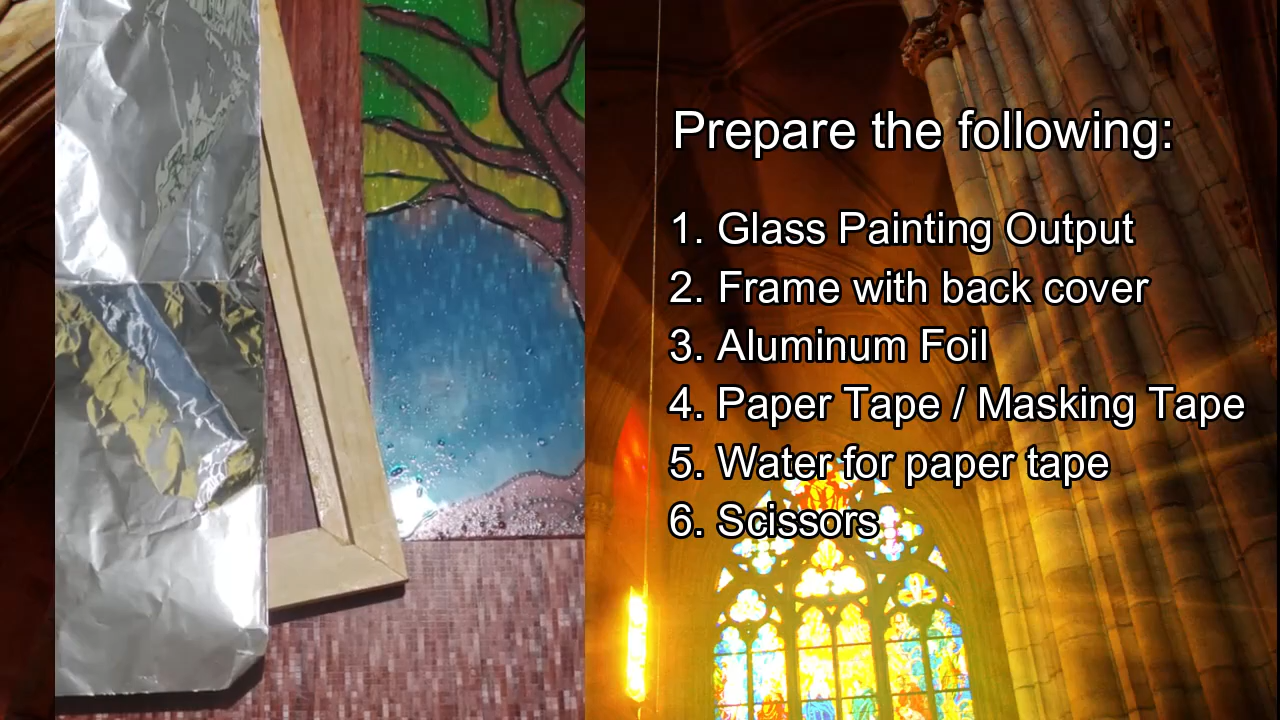 Prepare the following:
1. Glass Painting Output
2. Frame with back cover
3. Aluminum Foil
4. Paper Tape / Masking Tape
5. Water for paper tape
6. Scissors